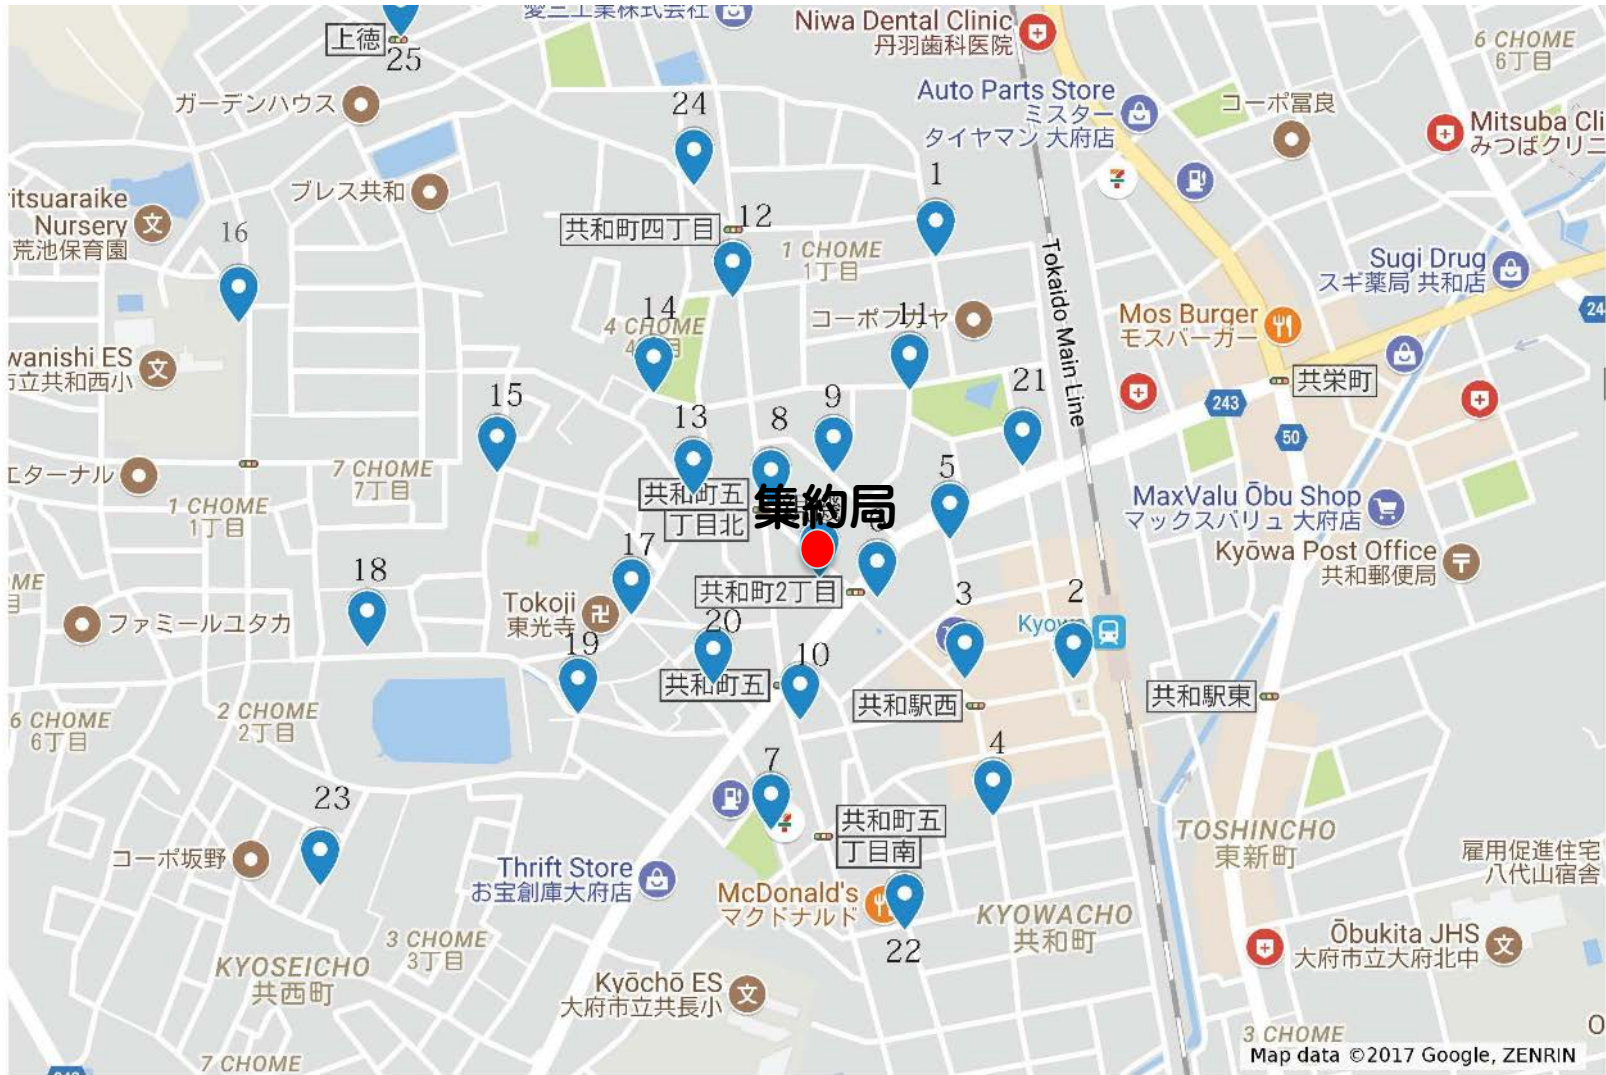 愛三工業株式会社
Niwa Dental Clinic
丹羽歯科医院
6 CHOME
6丁目
上徳
25
ガーデンハウス
24
Auto Parts Store
ミスター
タイヤマン 大府店
コーポ冨良
Mitsuba Cli
みつばクリニ
ritsuaraike
Nursery
荒池保育園
ブレス共和
1
16
共和町四丁目
12
1 CHOME
1丁目
Tokaido Main Line
Sugi Drug
スギ薬局 共和店
14
4 CHOME
コーポフカヤ
11
Mos Burger
モスバーガー
24
wanishi ES
市立共和西小
15
13
8
9
21
共栄町
243
50
エターナル
7 CHOME
7丁目
共和町五
丁目北
集約局
5
MaxValu Ōbu Shop
マックスバリュ 大府店
1 CHOME
1丁目
Kyōwa Post Office
共和郵便局
17
18
Tokoji
東光寺
共和町2丁目
6
3
2
OME
目
ファミールユタカ
Kyowa
19
20
10
共和町五
共和駅西
共和駅東
6 CHOME
6丁目
2 CHOME
2丁目
7
4
23
共和町五
丁目南
TOSHINCHO
東新町
コーポ坂野
Thrift Store
お宝創庫大府店
McDonald's
マクドナルド
雇用促進住宅
八代山宿舎
22
KYOWACHO
共和町
3 CHOME
3丁目
KYOSEICHO
共西町
Ōbukita JHS
大府市立大府北中
Kyōchō ES
大府市立共長小
O
3 CHOME
7 CHOME
Map data ©2017 Google, ZENRIN